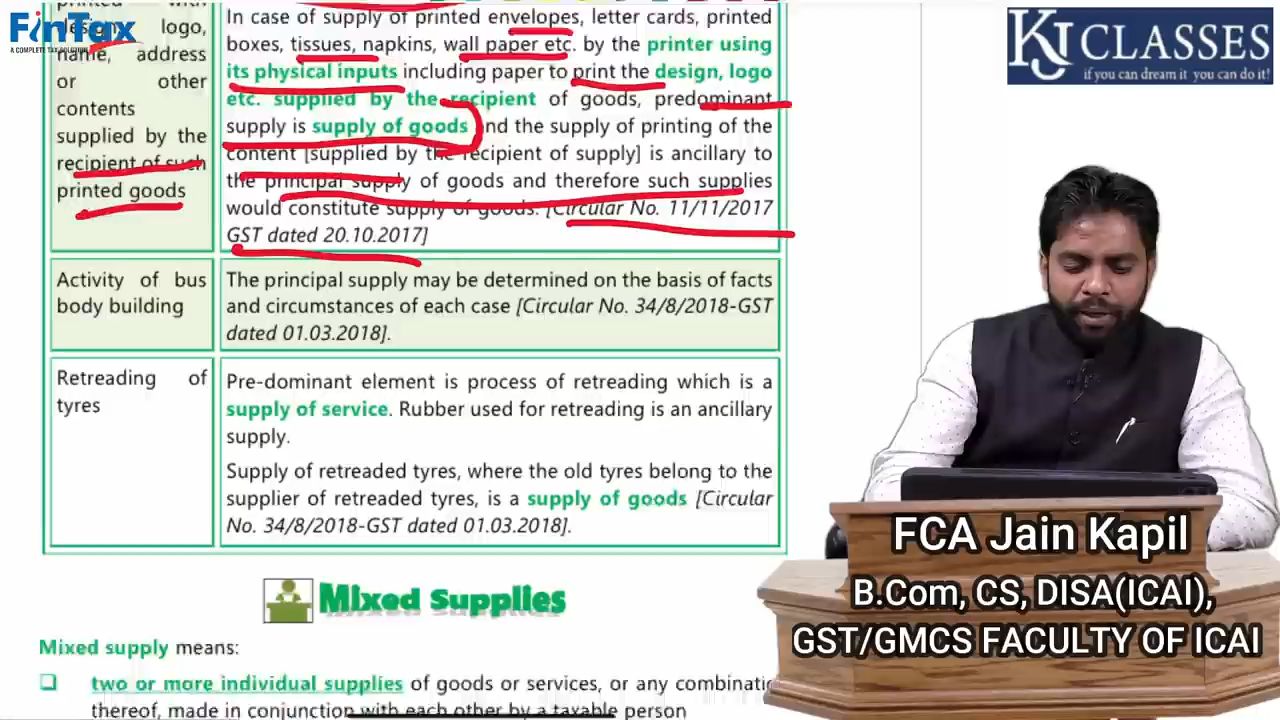 FinTax
A COMPLETE TAX SOLUTION
printed with
design, logo,
name, address
or other
contents
supplied by the
recipient of such
printed goods
In case of supply of printed envelopes, letter cards, printed
boxes, tissues, napkins, wall paper etc. by the printer using
its physical inputs including paper to print the design, logo
etc. supplied by the recipient of goods, predominant
supply is supply of goods and the supply of printing of the
content [supplied by the recipient of supply] is ancillary to
the principal supply of goods and therefore such supplies
would constitute supply of goods. [Circular No. 11/11/2017
GST dated 20.10.2017]
Activity of bus
body building
The principal supply may be determined on the basis of facts
and circumstances of each case [Circular No. 34/8/2018-GST
dated 01.03.2018].
Retreading of
tyres
Pre-dominant element is process of retreading which is a
supply of service. Rubber used for retreading is an ancillary
supply.
Supply of retreaded tyres, where the old tyres belong to the
supplier of retreaded tyres, is a supply of goods [Circular
No. 34/8/2018-GST dated 01.03.2018].
Mixed Supplies
Mixed supply means:
two or more individual supplies of goods or services, or any combinatio
thereof, made in conjunction with each other by a taxable person
KJ CLASSES
if you can dream it you can do it!
FCA Jain Kapil
B.Com, CS, DISA(ICAI),
GST/GMCS FACULTY OF ICAI